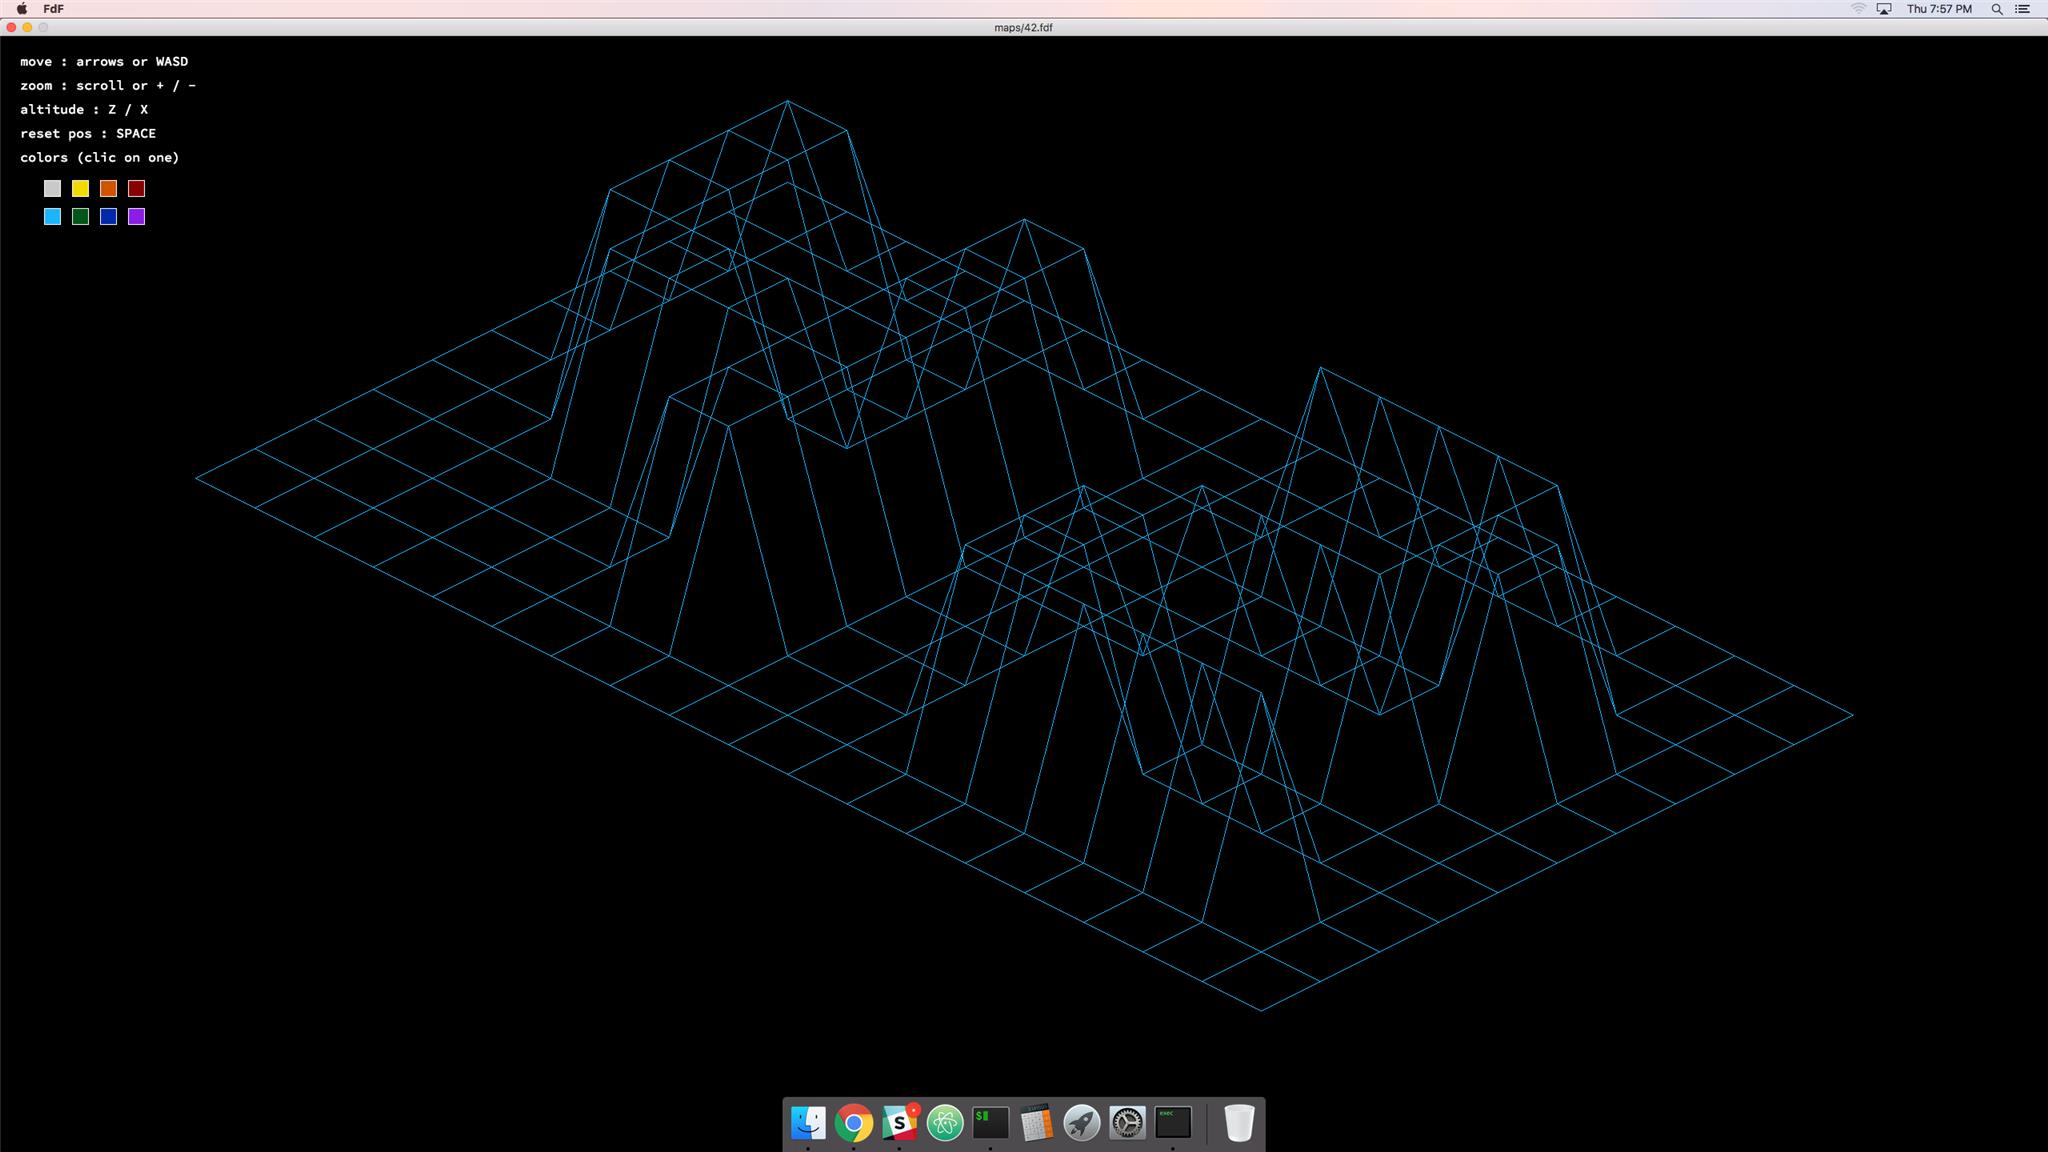 FdF
Thu 7:57 PM
maps/42.fdf
move : arrows or WASD
zoom : scroll or + / -
altitude : Z / X
reset pos : SPACE
colors (clic on one)
S
$
exec